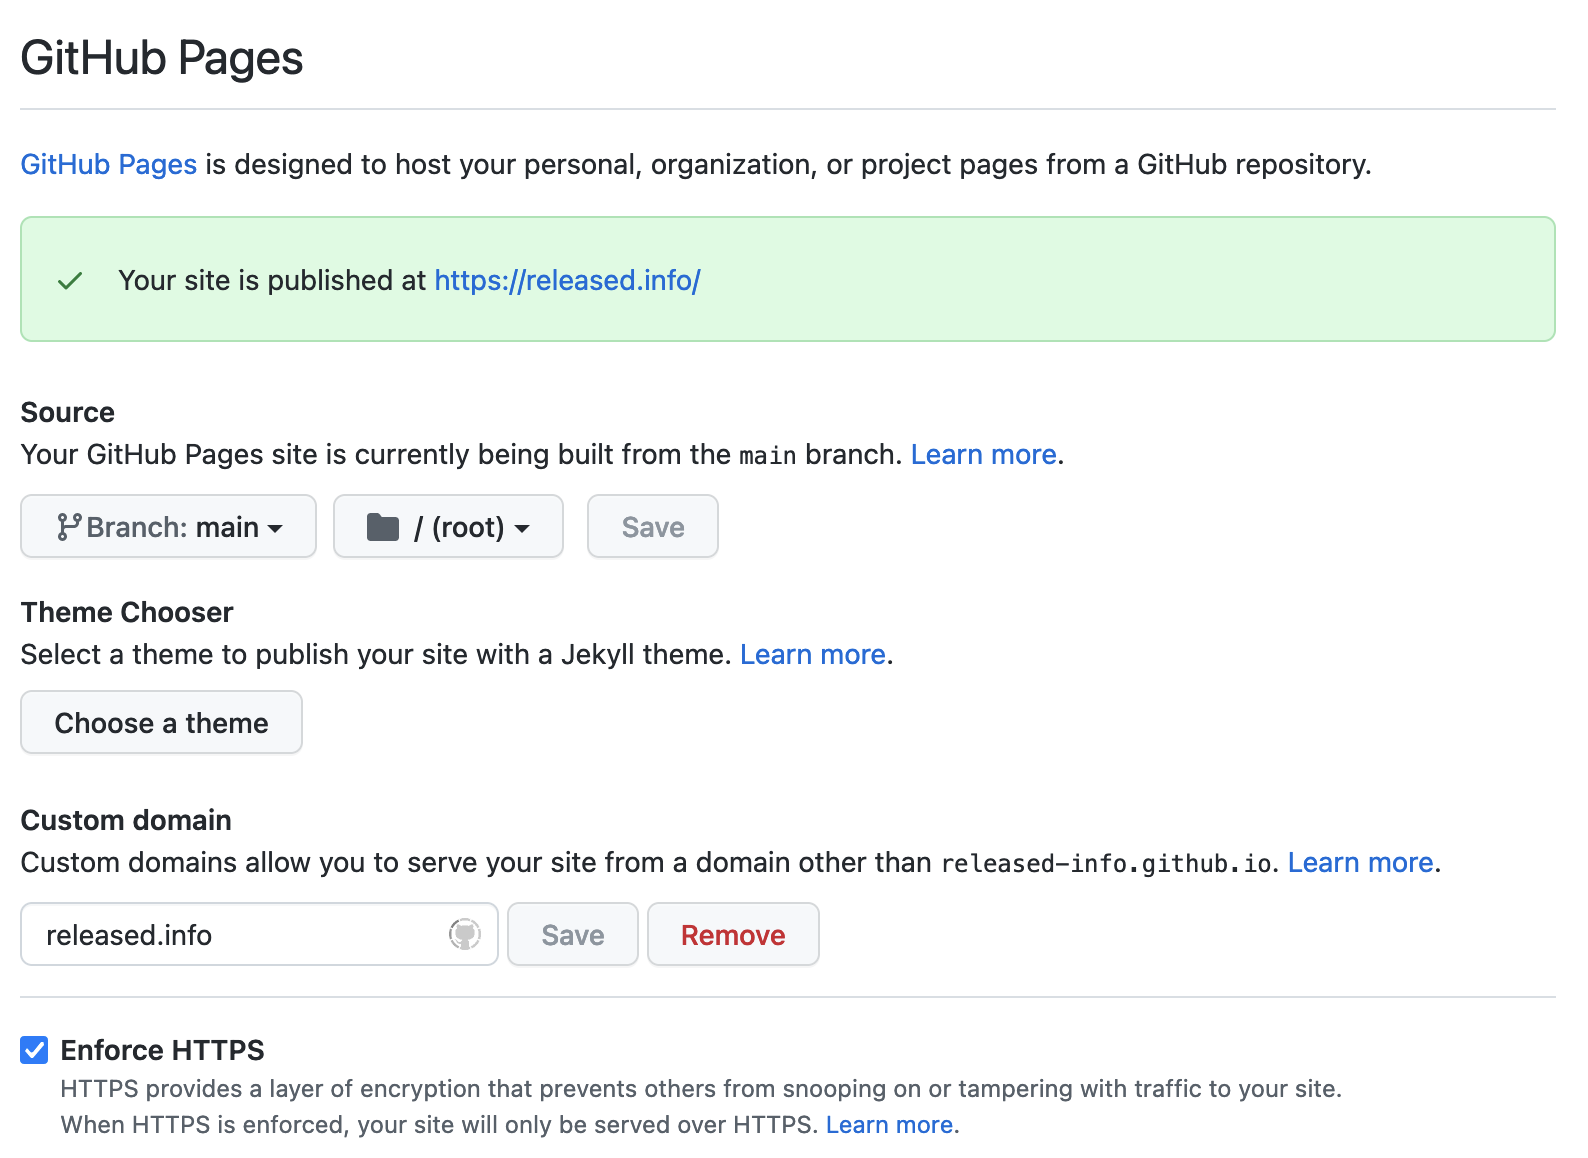 GitHub Pages
GitHub Pages is designed to host your personal, organization, or project pages from a GitHub repository.
Your site is published at https://released.info/
Source
Your GitHub Pages site is currently being built from the main branch. Learn more.
Branch: main
/ (root)
Save
Theme Chooser
Select a theme to publish your site with a Jekyll theme. Learn more.
Choose a theme
Custom domain
Custom domains allow you to serve your site from a domain other than released-info.github.io. Learn more.
released.info
Save
Remove
Enforce HTTPS
HTTPS provides a layer of encryption that prevents others from snooping on or tampering with traffic to your site.
When HTTPS is enforced, your site will only be served over HTTPS. Learn more.